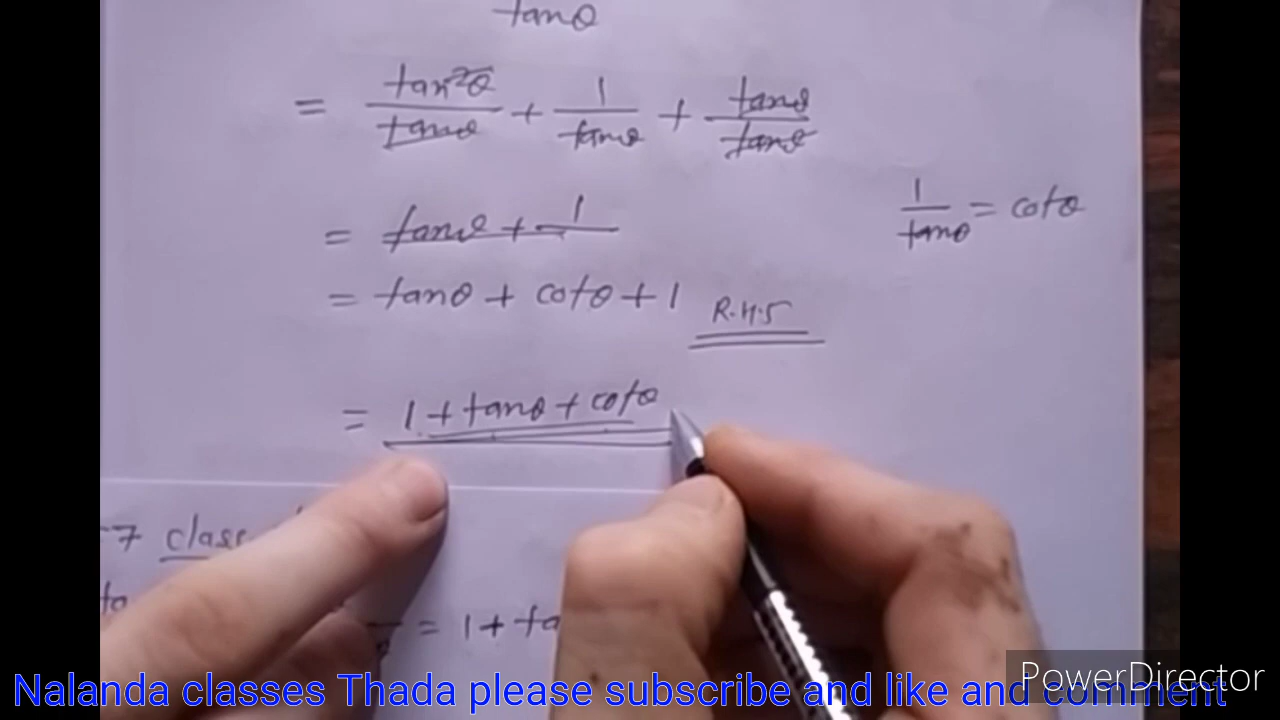 tanθ
= tan²θ/tanθ + 1/tanθ + tanθ/tanθ
1/tanθ = cotθ
= tanθ + 1
= tanθ + cotθ + 1 R.H.S
= 1 + tanθ + cotθ
-7 class
to
= 1 + ta
PowerDirector
Nalanda classes Thada please subscribe and like and comment